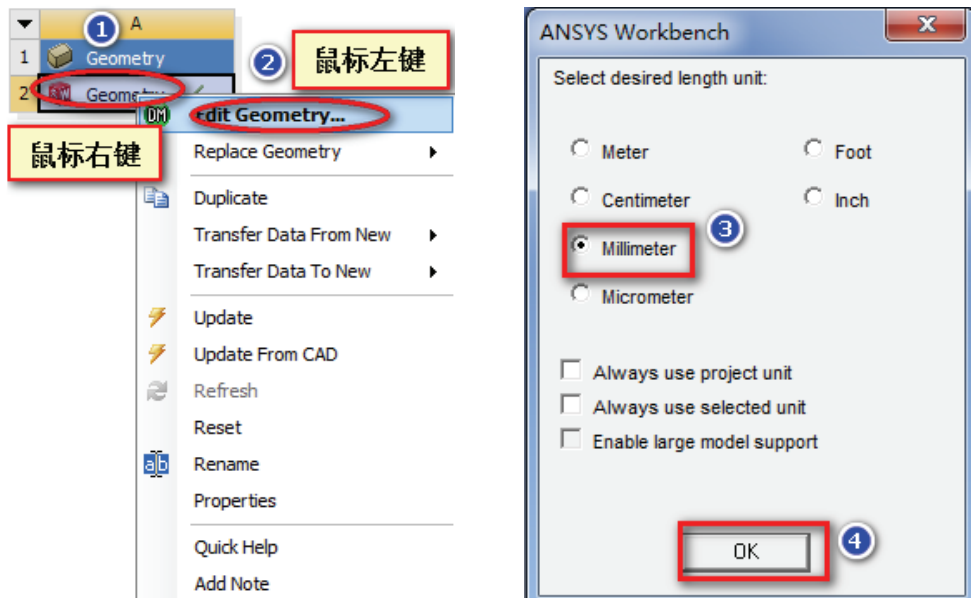 1 A
1 Geometry
2 Geometry
2 鼠标左键
鼠标右键
DM Edit Geometry...
Replace Geometry
Duplicate
Transfer Data From New
Transfer Data To New
Update
Update From CAD
Refresh
Reset
ab Rename
Properties
Quick Help
Add Note
ANSYS Workbench
Select desired length unit:
Meter Foot
Centimeter Inch
3
Millimeter
Micrometer
Always use project unit
Always use selected unit
Enable large model support
OK 4